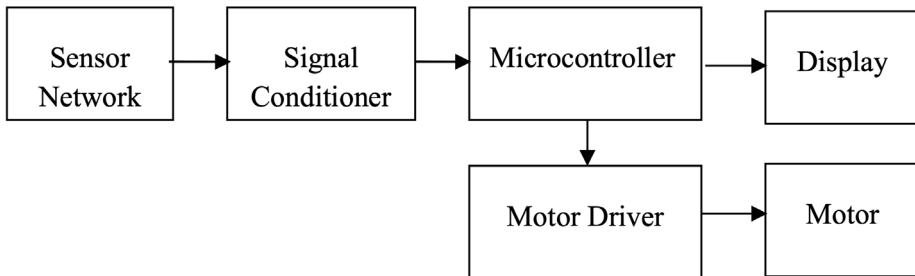 Sensor
Network
Signal
Conditioner
Microcontroller
Display
Motor Driver
Motor